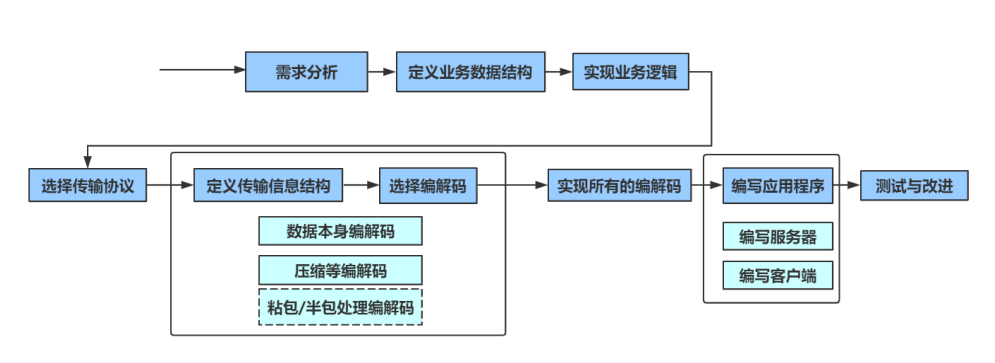 需求分析
定义业务数据结构
实现业务逻辑
选择传输协议
定义传输信息结构
选择编解码
实现所有的编解码
编写应用程序
测试与改进
数据本身编解码
压缩等编解码
粘包/半包处理编解码
编写服务器
编写客户端